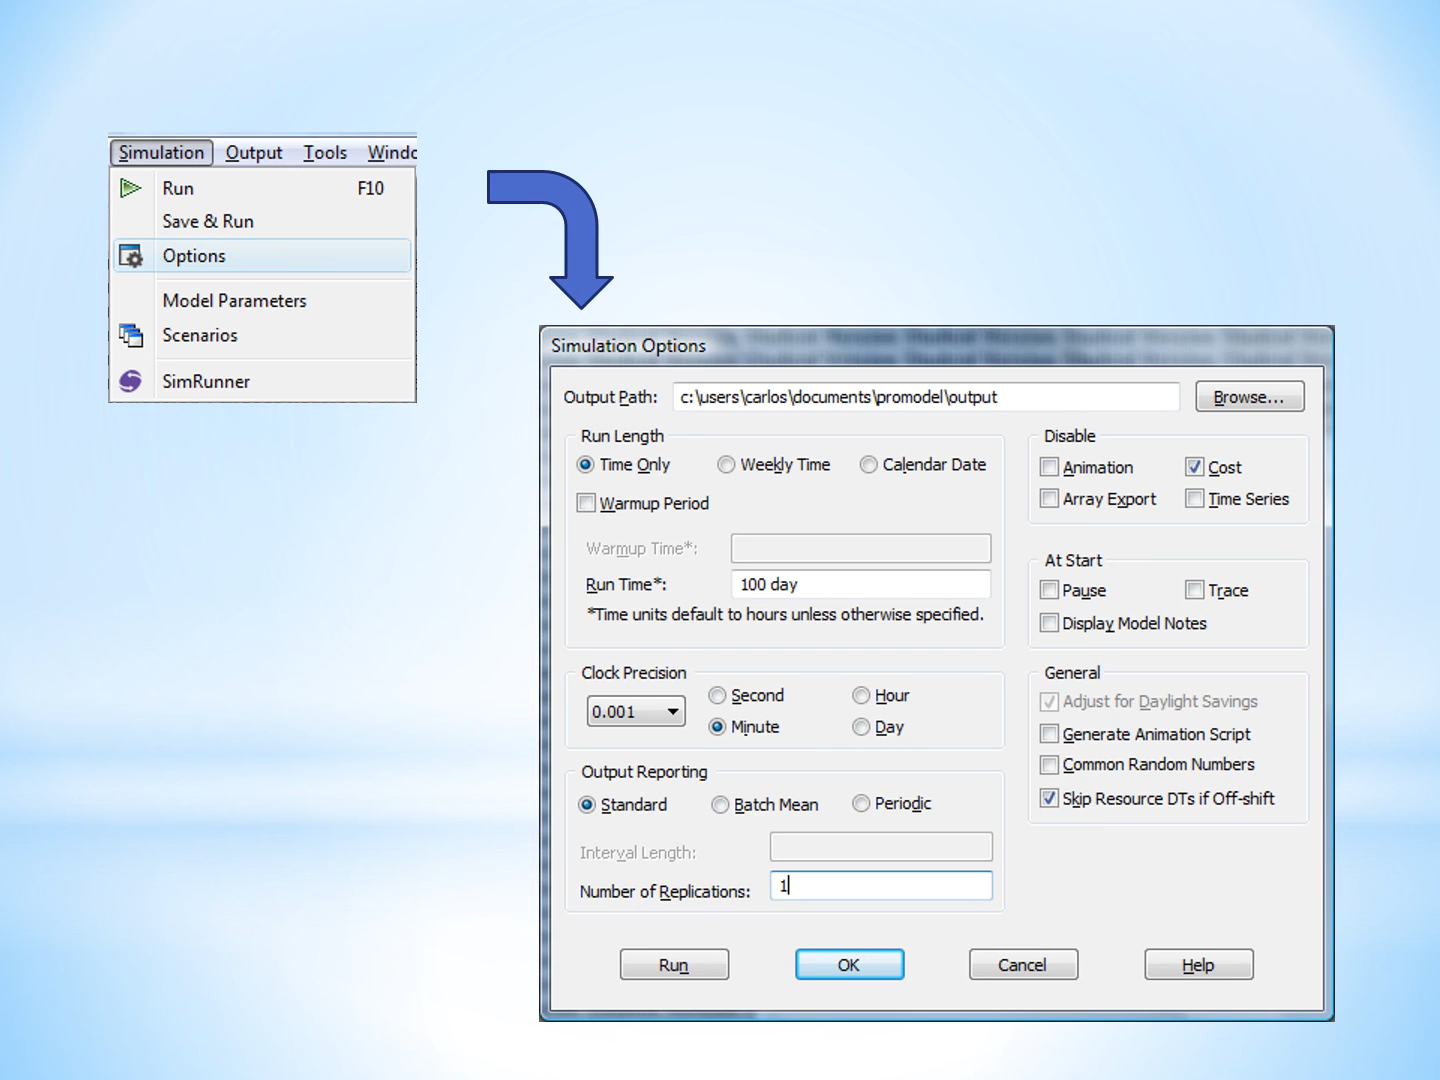 Simulation Output Tools Windo
Run F10
Save & Run
Options
Model Parameters
Scenarios
SimRunner
Simulation Options
Output Path: c:\users\carlos\documents\promodel\output Browse...
Run Length
Time Only Weekly Time Calendar Date
Warmup Period
Warmup Time*:
Run Time*: 100 day
*Time units default to hours unless otherwise specified.
Disable
Animation Cost
Array Export Time Series
At Start
Pause Trace
Display Model Notes
Clock Precision
0.001 Second Hour
Minute Day
General
Adjust for Daylight Savings
Generate Animation Script
Common Random Numbers
Skip Resource DTs if Off-shift
Output Reporting
Standard Batch Mean Periodic
Interval Length:
Number of Replications: 1
Run OK Cancel Help